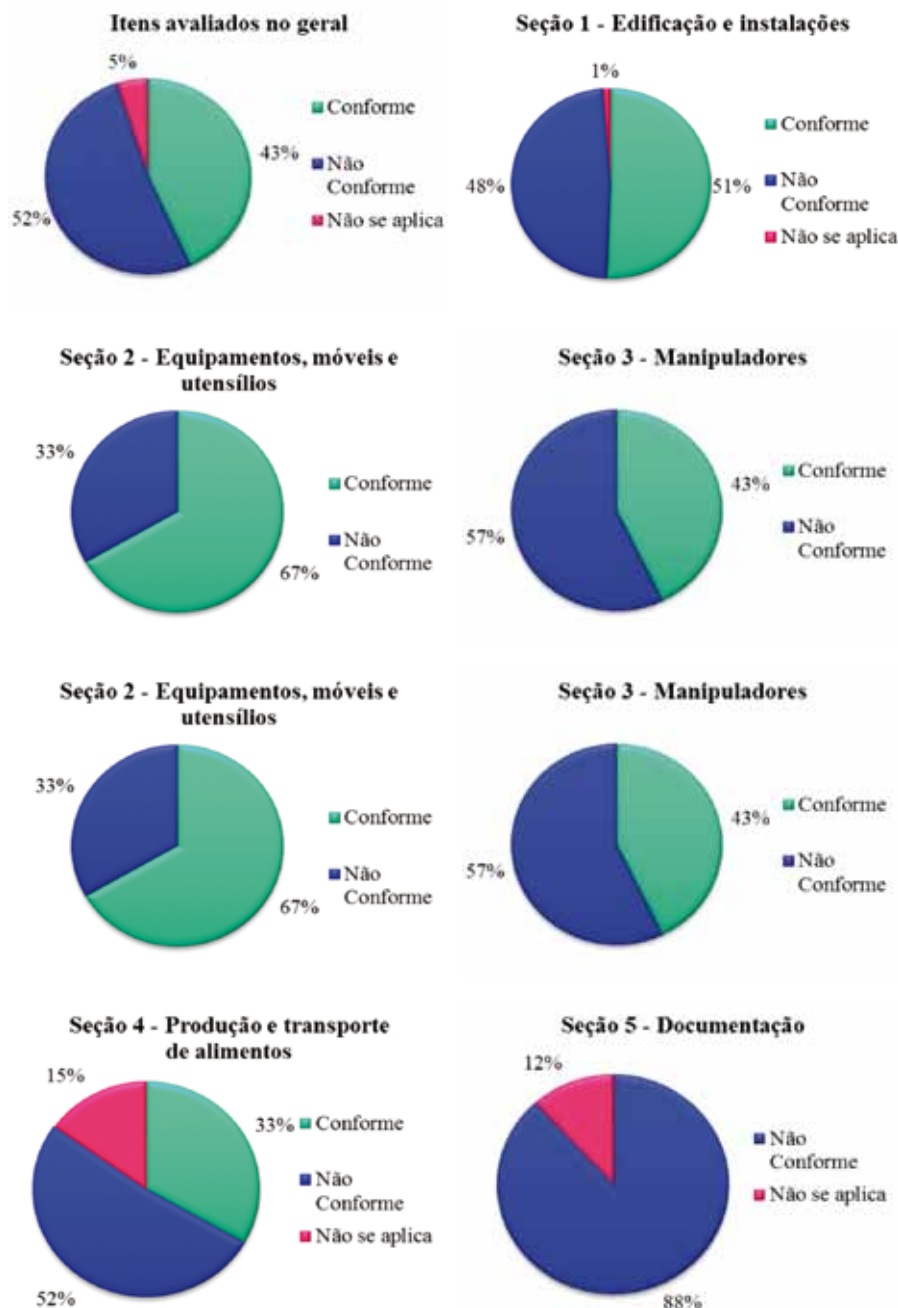 Itens avaliados no geral
5%
43%
52%
Conforme
Não
Conforme
Não se aplica
Seção 1 - Edificação e instalações
1%
48%
51%
Conforme
Não
Conforme
Não se aplica
Seção 2 - Equipamentos, móveis e
utensílios
33%
67%
Conforme
Não
Conforme
Seção 3 - Manipuladores
43%
57%
Conforme
Não
Conforme
Seção 2 - Equipamentos, móveis e
utensílios
33%
67%
Conforme
Não
Conforme
Seção 3 - Manipuladores
43%
57%
Conforme
Não
Conforme
Seção 4 - Produção e transporte
de alimentos
15%
33%
52%
Conforme
Não
Conforme
Não se aplica
Seção 5 - Documentação
12%
88%
Não
Conforme
Não se aplica